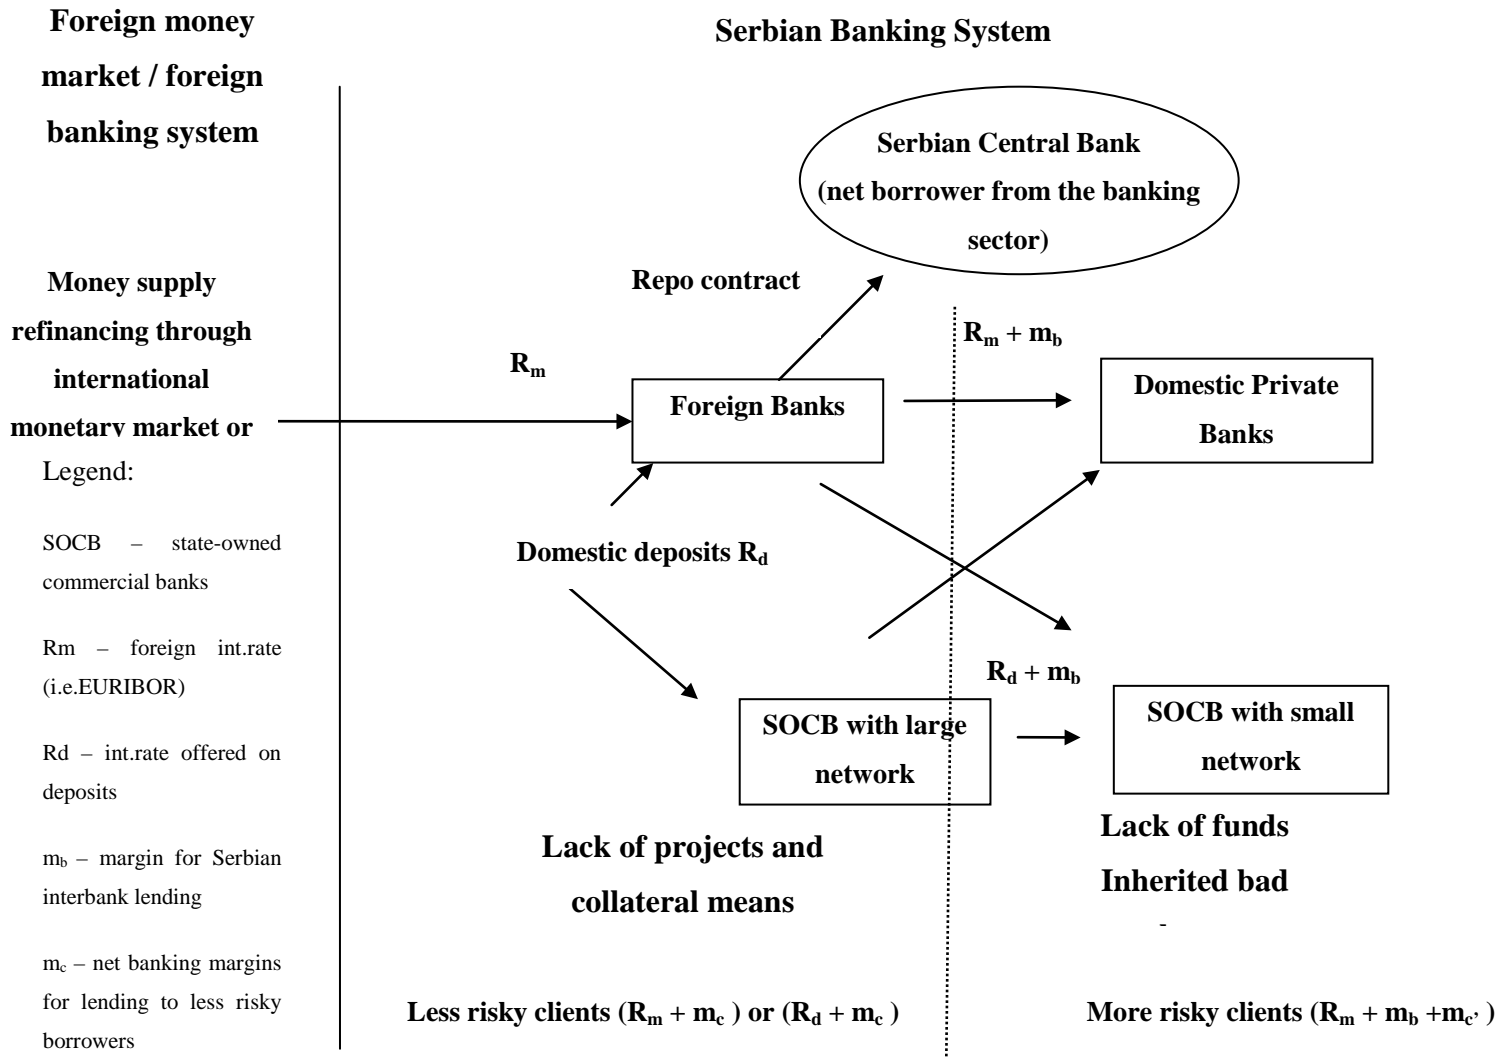 Foreign money
market / foreign
banking system
Serbian Banking System
Serbian Central Bank
(net borrower from the banking
sector)
Money supply
refinancing through
international
monetary market or
Repo contract
Rm
Rm + mb
Foreign Banks
Domestic Private
Banks
Domestic deposits Rd
Rd + mb
SOCB with large
network
SOCB with small
network
Lack of projects and
collateral means
Lack of funds
Inherited bad
-
Less risky clients (Rm + mc ) or (Rd + mc )
More risky clients (Rm + mb +mc’ )
Legend:
SOCB – state-owned
commercial banks
Rm – foreign int.rate
(i.e.EURIBOR)
Rd – int.rate offered on
deposits
mb – margin for Serbian
interbank lending
mc – net banking margins
for lending to less risky
borrowers